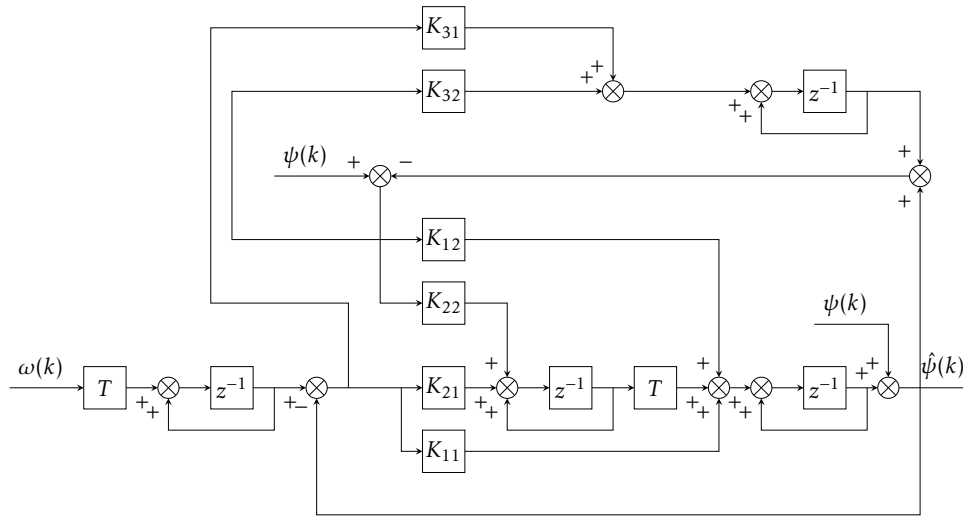 K₃₁
+
+
K₃₂
z⁻¹
+
+
ψ(k)
+
−
+
+
K₁₂
K₂₂
ψ(k)
+
+
+
+
ω(k)
T
+
+
z⁻¹
+
−
K₂₁
+
+
z⁻¹
T
+
+
+
+
z⁻¹
ψ̂(k)
K₁₁